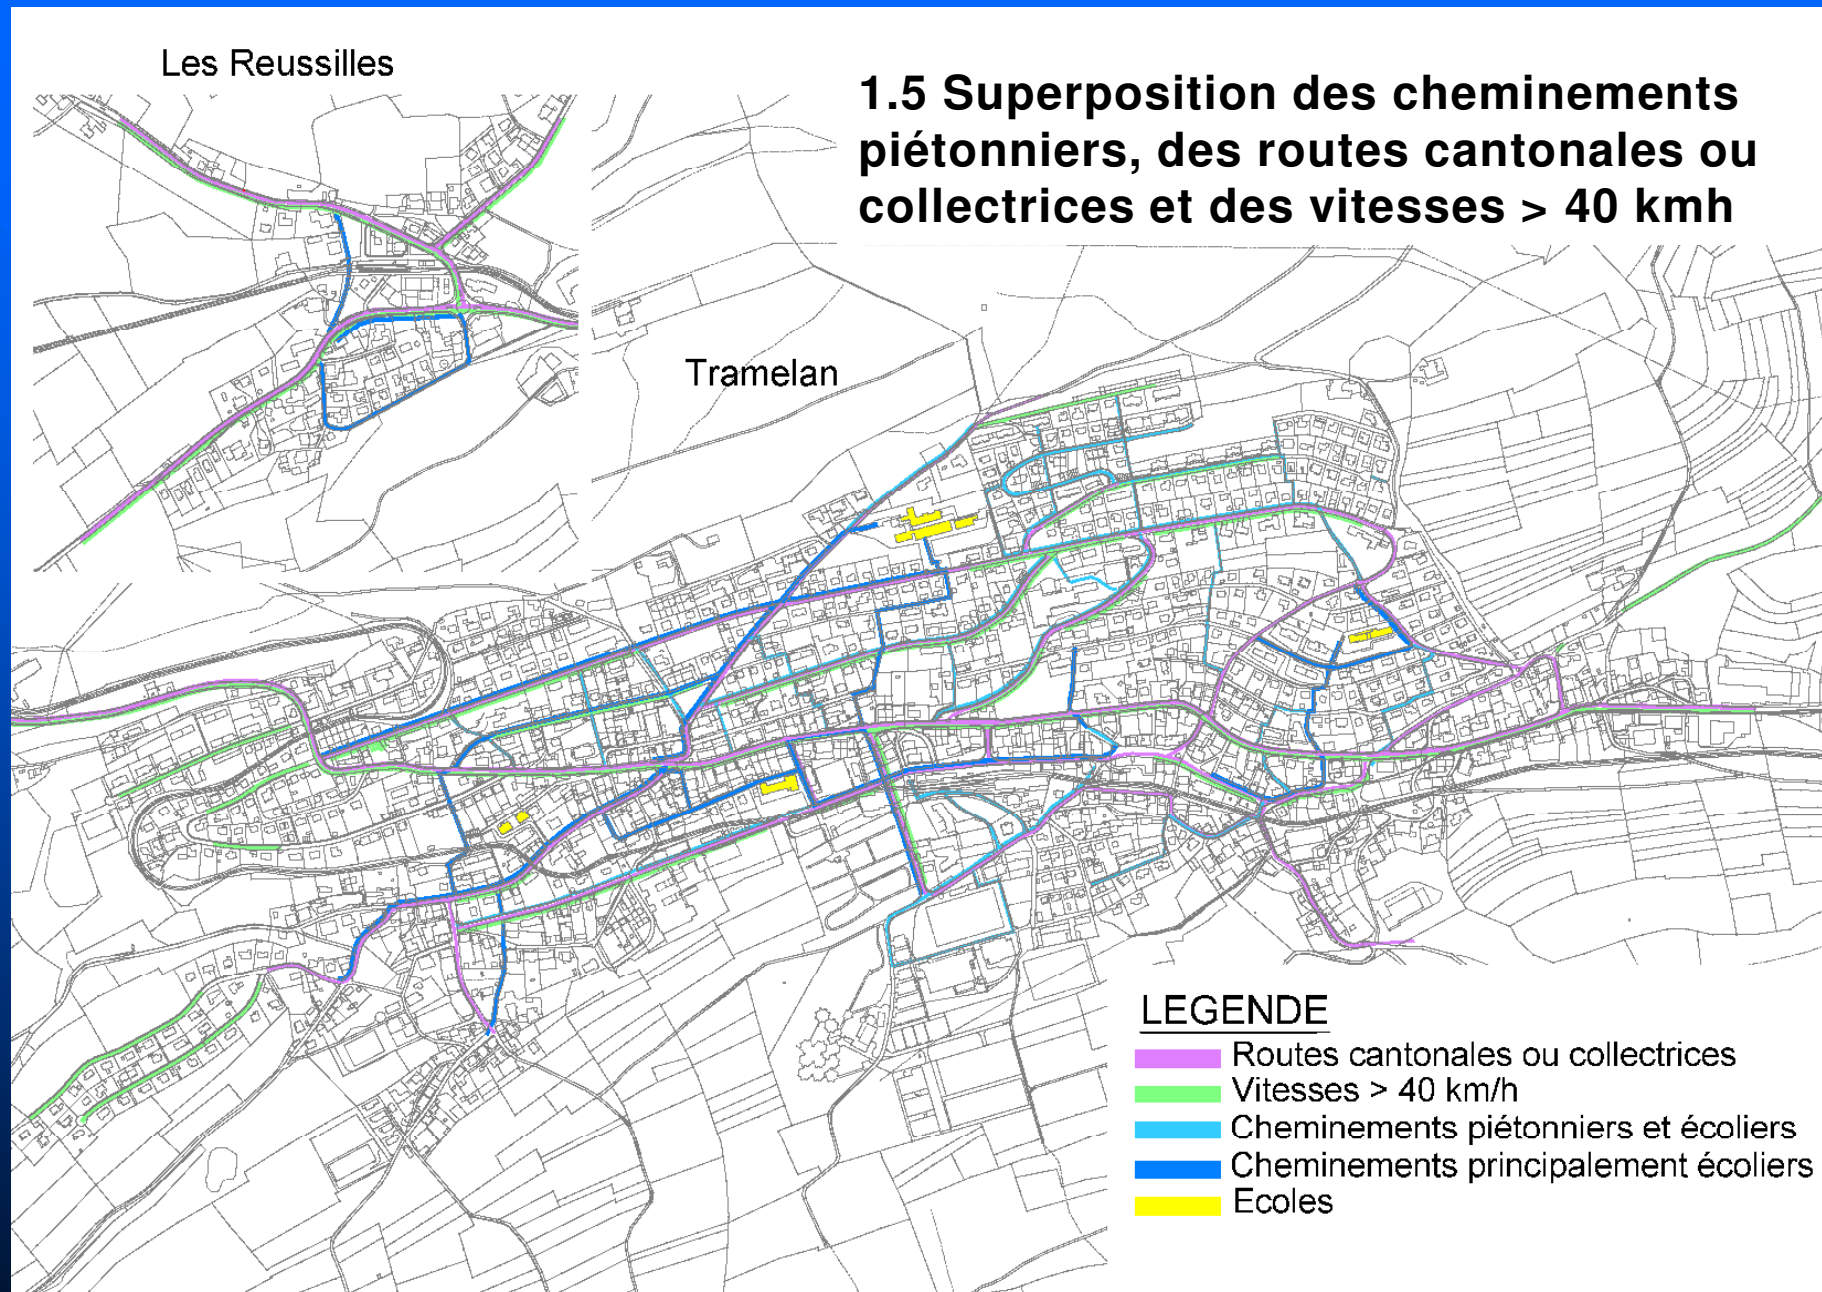 Les Reussilles
1.5 Superposition des cheminements
piétonniers, des routes cantonales ou
collectrices et des vitesses > 40 kmh
Tramelan
LEGENDE
Routes cantonales ou collectrices
Vitesses > 40 km/h
Cheminements piétonniers et écoliers
Cheminements principalement écoliers
Ecoles